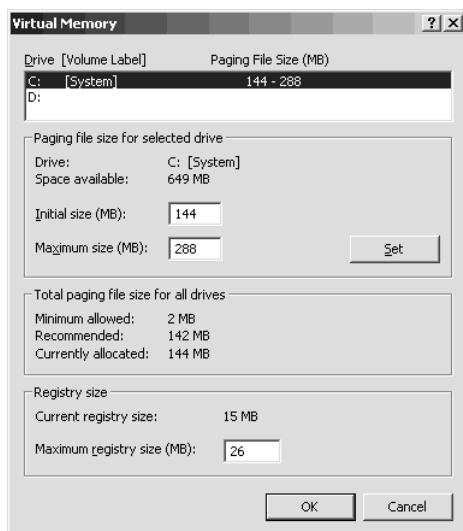 Virtual Memory
Drive [Volume Label] Paging File Size (MB)
C: [System] 144 - 288
D:
Paging file size for selected drive
Drive: C: [System]
Space available: 649 MB
Initial size (MB): 144
Maximum size (MB): 288
Set
Total paging file size for all drives
Minimum allowed: 2 MB
Recommended: 142 MB
Currently allocated: 144 MB
Registry size
Current registry size: 15 MB
Maximum registry size (MB): 26
OK Cancel